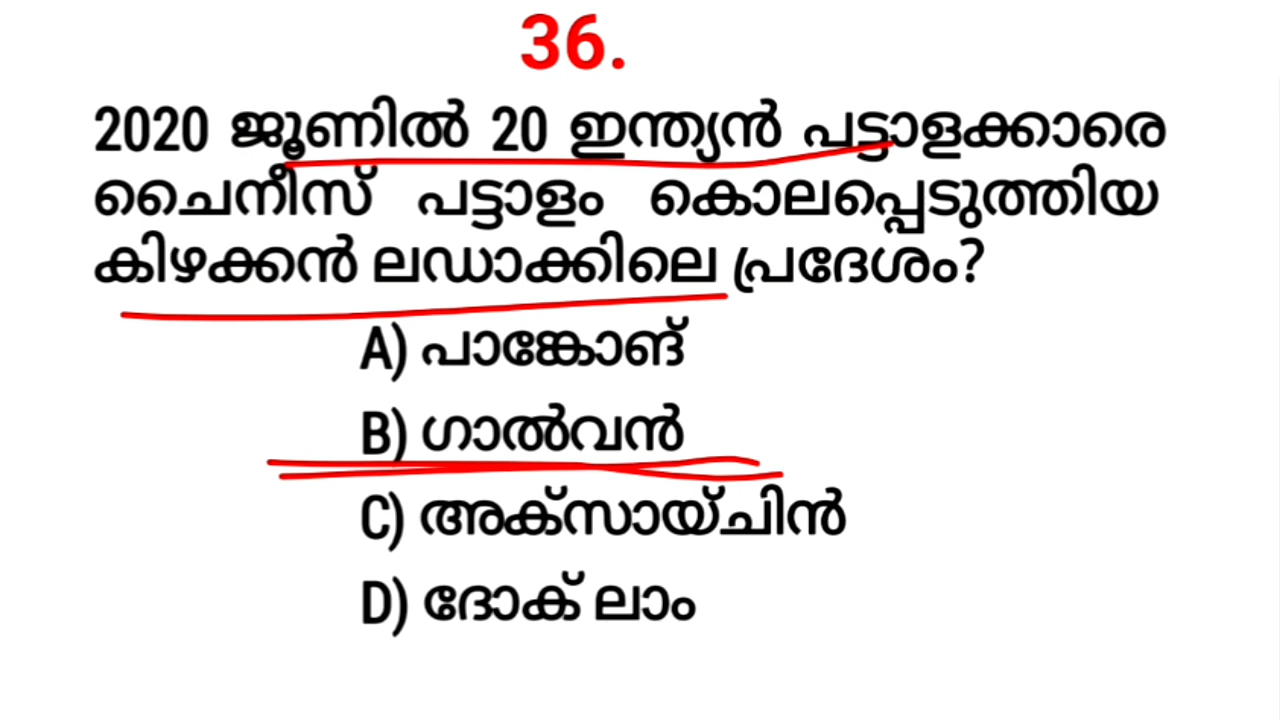 36.
2020 ജൂണിൽ 20 ഇന്ത്യൻ പട്ടാളക്കാരെ
ചൈനീസ് പട്ടാളം കൊലപ്പെടുത്തിയ
കിഴക്കൻ ലഡാക്കിലെ പ്രദേശം?
A) പാങ്കോങ്
B) ഗാൽവൻ
C) അക്സായ്ചിൻ
D) ദോക് ലാം